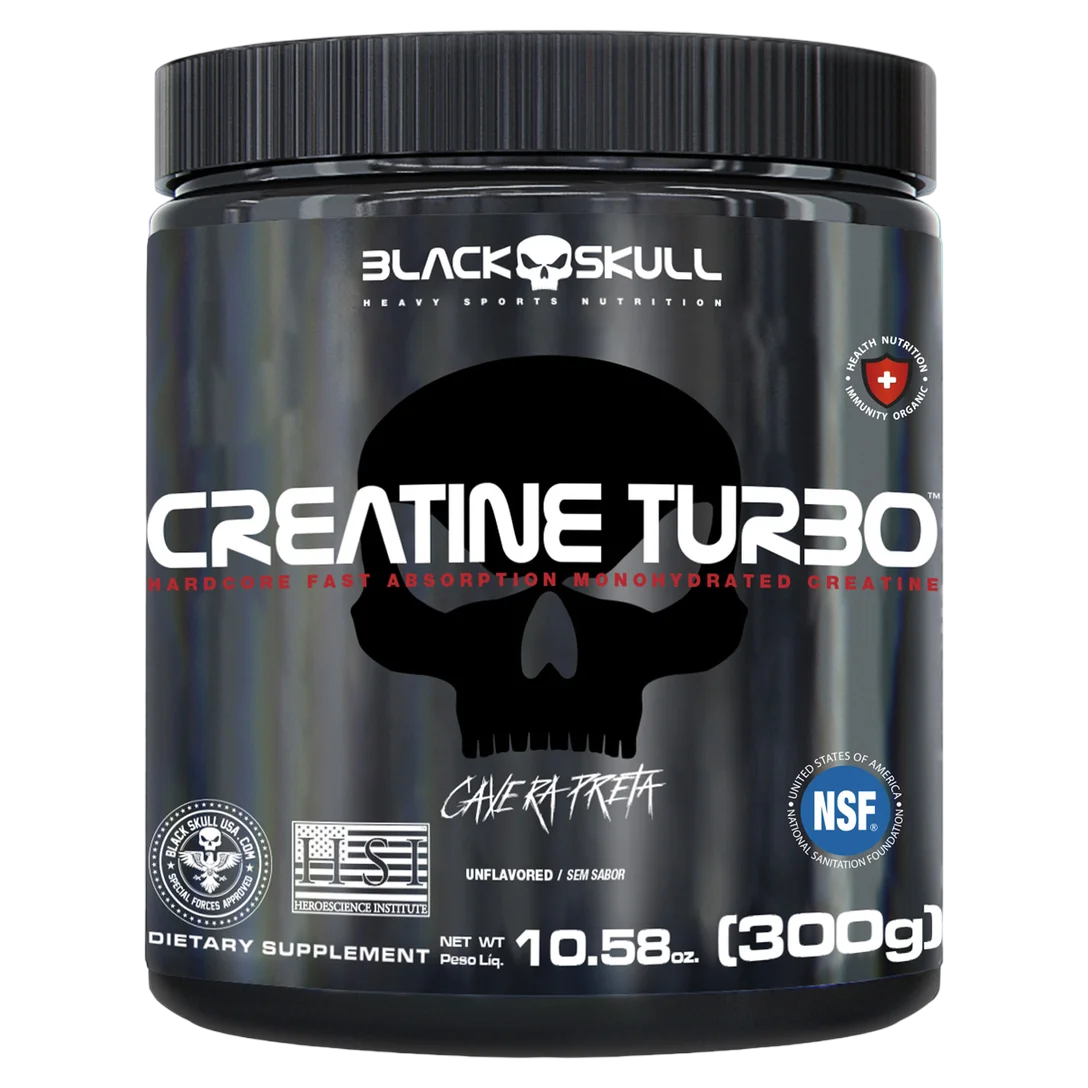 BLACK SKULL
HEAVY SPORTS NUTRITION
HEALTH NUTRITION
IMMUNITY ORGANIC
CREATINE TURBO™
HARDCORE FAST ABSORPTION MONOHYDRATED CREATINE
CAVEIRA PRETA
UNITED STATES OF AMERICA
NSF®
NATIONAL SANITATION FOUNDATION
BLACK SKULL USA.COM
SPECIAL FORCES APPROVED
HSI
HEROESCIENCE INSTITUTE
UNFLAVORED / SEM SABOR
DIETARY SUPPLEMENT
NET WT
Peso Líq.
10.58oz. (300g)